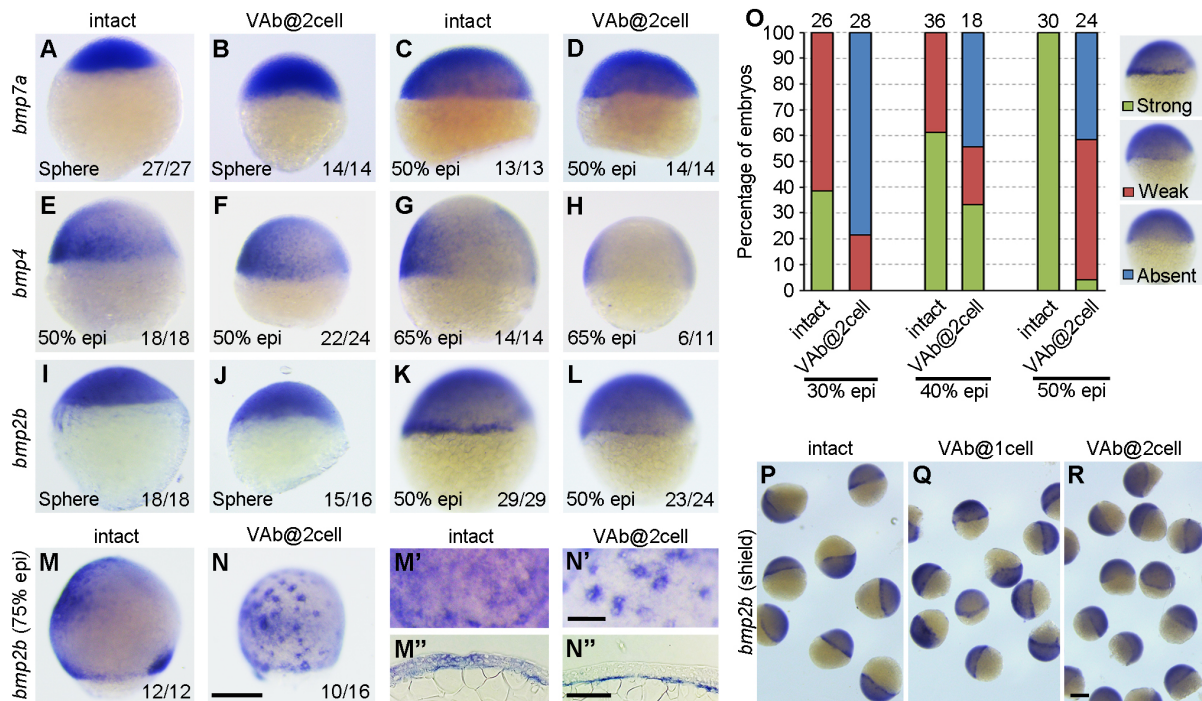 intact VAb@2cell intact VAb@2cell
bmp7a
A B C D
Sphere 27/27 Sphere 14/14 50% epi 13/13 50% epi 14/14
bmp4
E F G H
50% epi 18/18 50% epi 22/24 65% epi 14/14 65% epi 6/11
bmp2b
I J K L
Sphere 18/18 Sphere 15/16 50% epi 29/29 50% epi 23/24
intact VAb@2cell intact VAb@2cell
bmp2b (75% epi)
M N M' N'
M'' N''
12/12 10/16
O 26 28 36 18 30 24
Percentage of embryos
100
90
80
70
60
50
40
30
20
10
0
intact VAb@2cell intact VAb@2cell intact VAb@2cell
30% epi 40% epi 50% epi
Strong
Weak
Absent
intact VAb@1cell VAb@2cell
bmp2b (shield)
P Q R